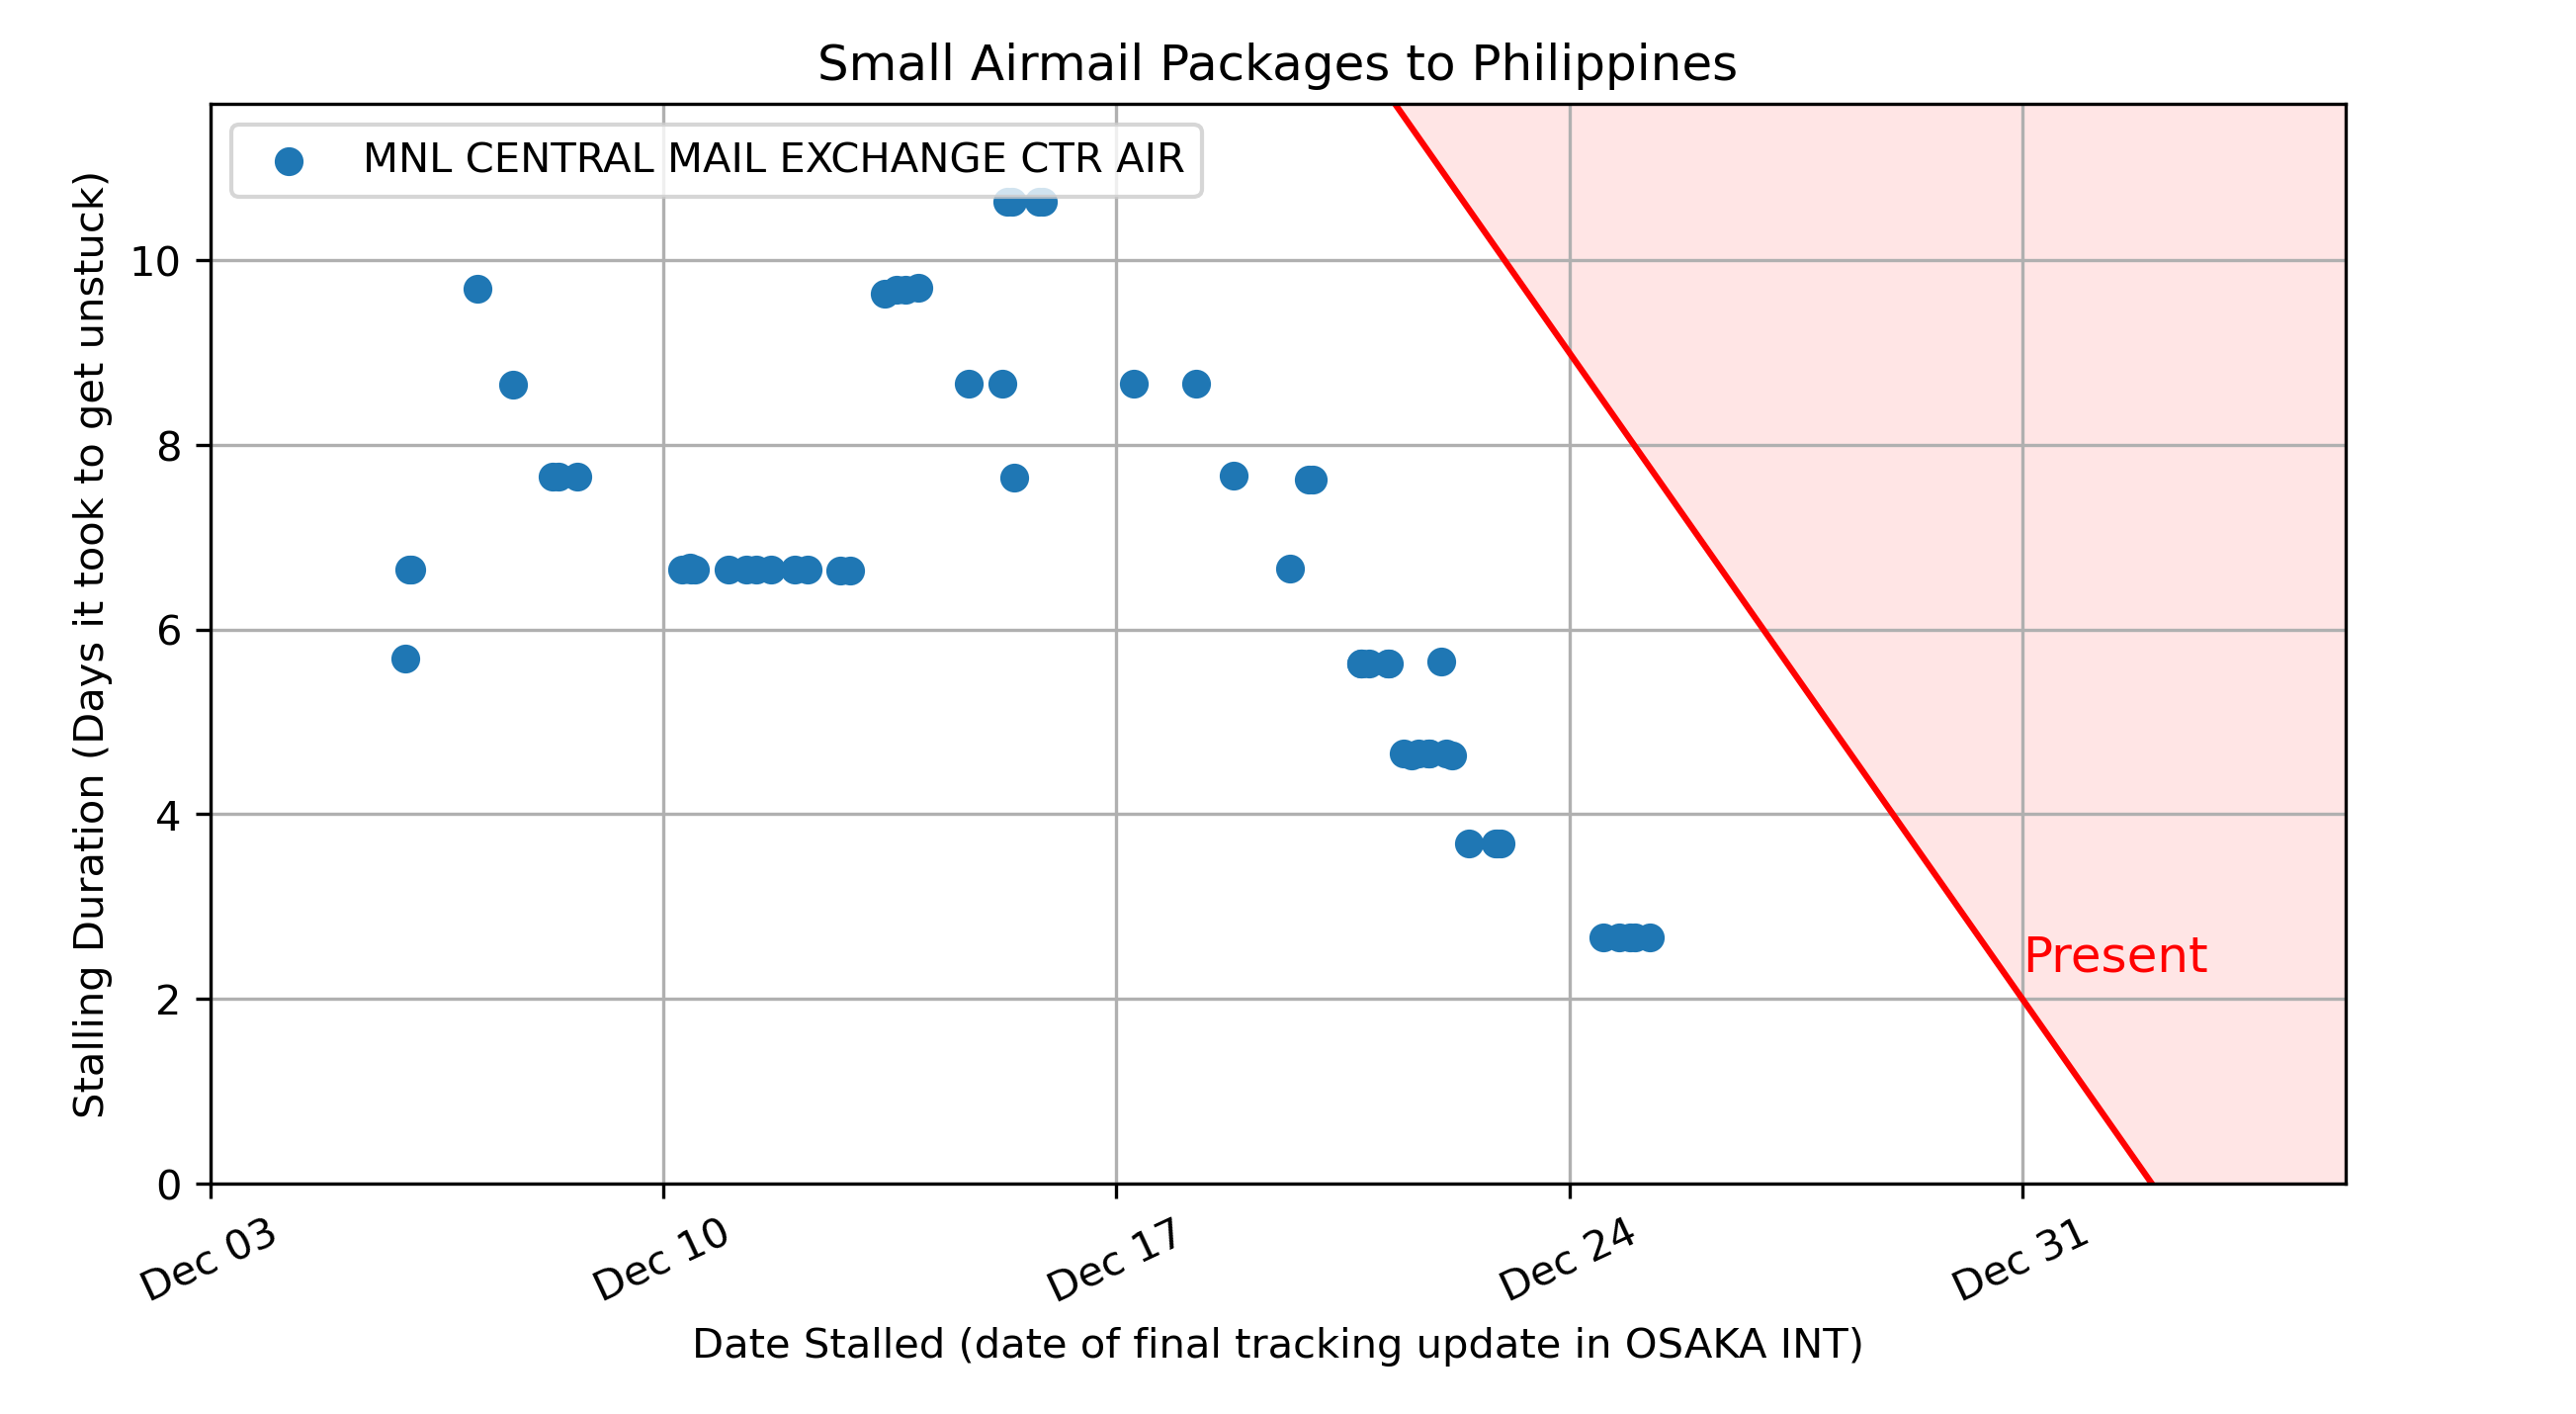 Small Airmail Packages to Philippines
MNL CENTRAL MAIL EXCHANGE CTR AIR
Stalling Duration (Days it took to get unstuck)
10
8
6
4
2
0
Present
Dec 03
Dec 10
Dec 17
Dec 24
Dec 31
Date Stalled (date of final tracking update in OSAKA INT)